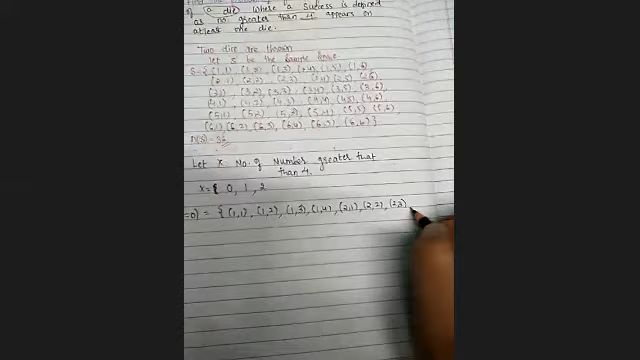 of a die where a Success is defined
as no greater than 4 appears on
atleast one die.
Two dice are thrown
let S be the Sample Space
S = { (1,1), (1,2), (1,3), (1,4), (1,5), (1,6)
(2,1), (2,2), (2,3), (2,4) (2,5), (2,6)
(3,1), (3,2), (3,3), (3,4), (3,5), (3,6)
(4,1), (4,2), (4,3), (4,4), (4,5), (4,6)
(5,1), (5,2), (5,3), (5,4), (5,5), (5,6),
(6,1), (6,2), (6,3), (6,4), (6,5), (6,6) }
n(S) = 36
Let X: No. of Number greater that
than 4.
X = { 0, 1, 2
=0) = { (1,1), (1,2), (1,3), (1,4), (2,1), (2,2), (2,3)